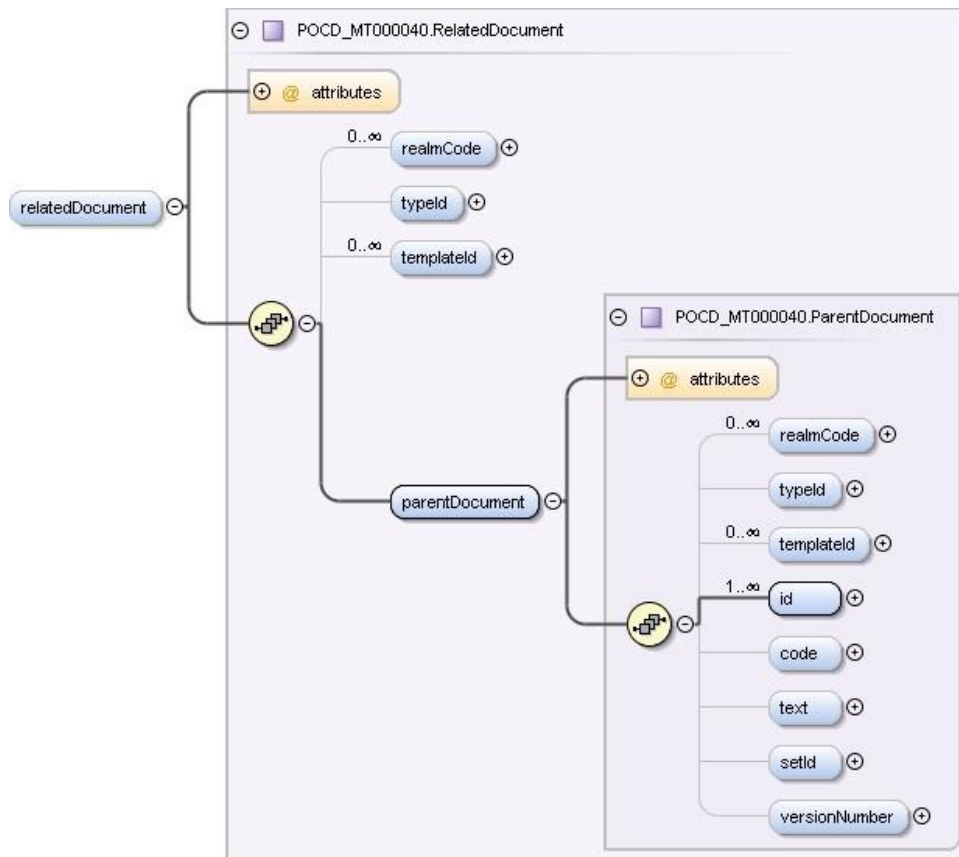 POCD_MT000040.RelatedDocument
@ attributes
0..∞
realmCode
relatedDocument
typeId
0..∞
templateId
POCD_MT000040.ParentDocument
@ attributes
0..∞
realmCode
parentDocument
typeId
0..∞
templateId
1..∞
id
code
text
setId
versionNumber